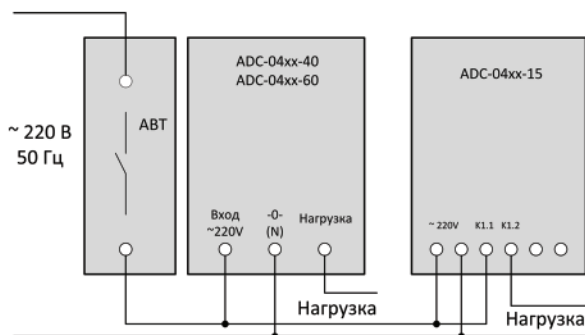 ~ 220 В
50 Гц
АВТ
ADC-04xx-40
ADC-04xx-60
Вход
~220V
-0-
(N)
Нагрузка
Нагрузка
ADC-04xx-15
~ 220V
K1.1
K1.2
Нагрузка